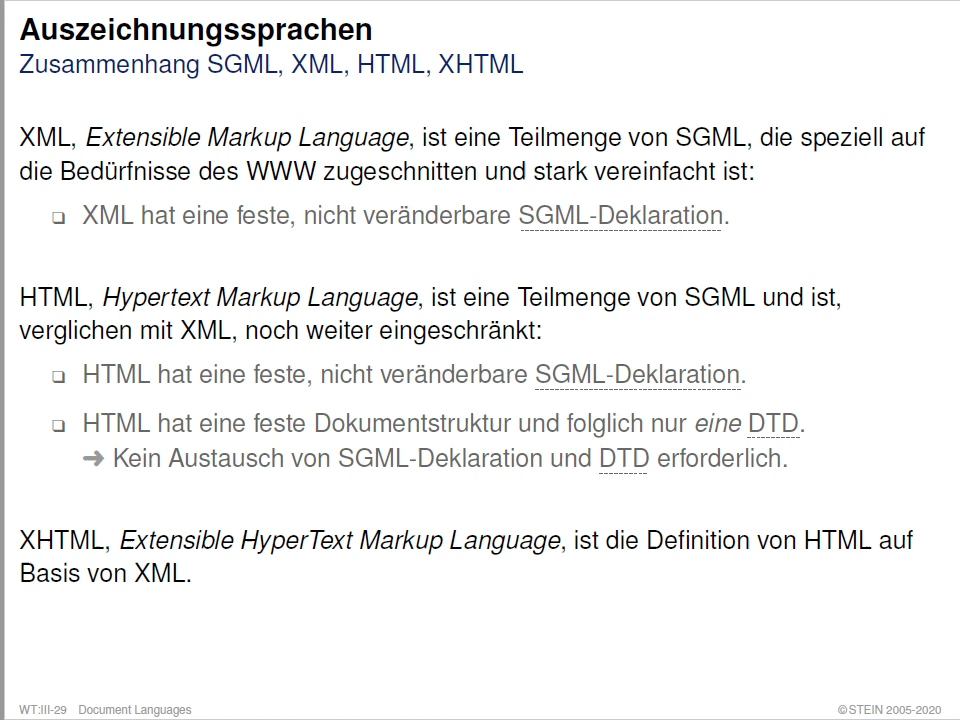 Auszeichnungssprachen
Zusammenhang SGML, XML, HTML, XHTML
XML, Extensible Markup Language, ist eine Teilmenge von SGML, die speziell auf
die Bedürfnisse des WWW zugeschnitten und stark vereinfacht ist:
❏ XML hat eine feste, nicht veränderbare SGML-Deklaration.
HTML, Hypertext Markup Language, ist eine Teilmenge von SGML und ist,
verglichen mit XML, noch weiter eingeschränkt:
❏ HTML hat eine feste, nicht veränderbare SGML-Deklaration.
❏ HTML hat eine feste Dokumentstruktur und folglich nur eine DTD.
➜ Kein Austausch von SGML-Deklaration und DTD erforderlich.
XHTML, Extensible HyperText Markup Language, ist die Definition von HTML auf
Basis von XML.
WT:III-29 Document Languages ©STEIN 2005-2020